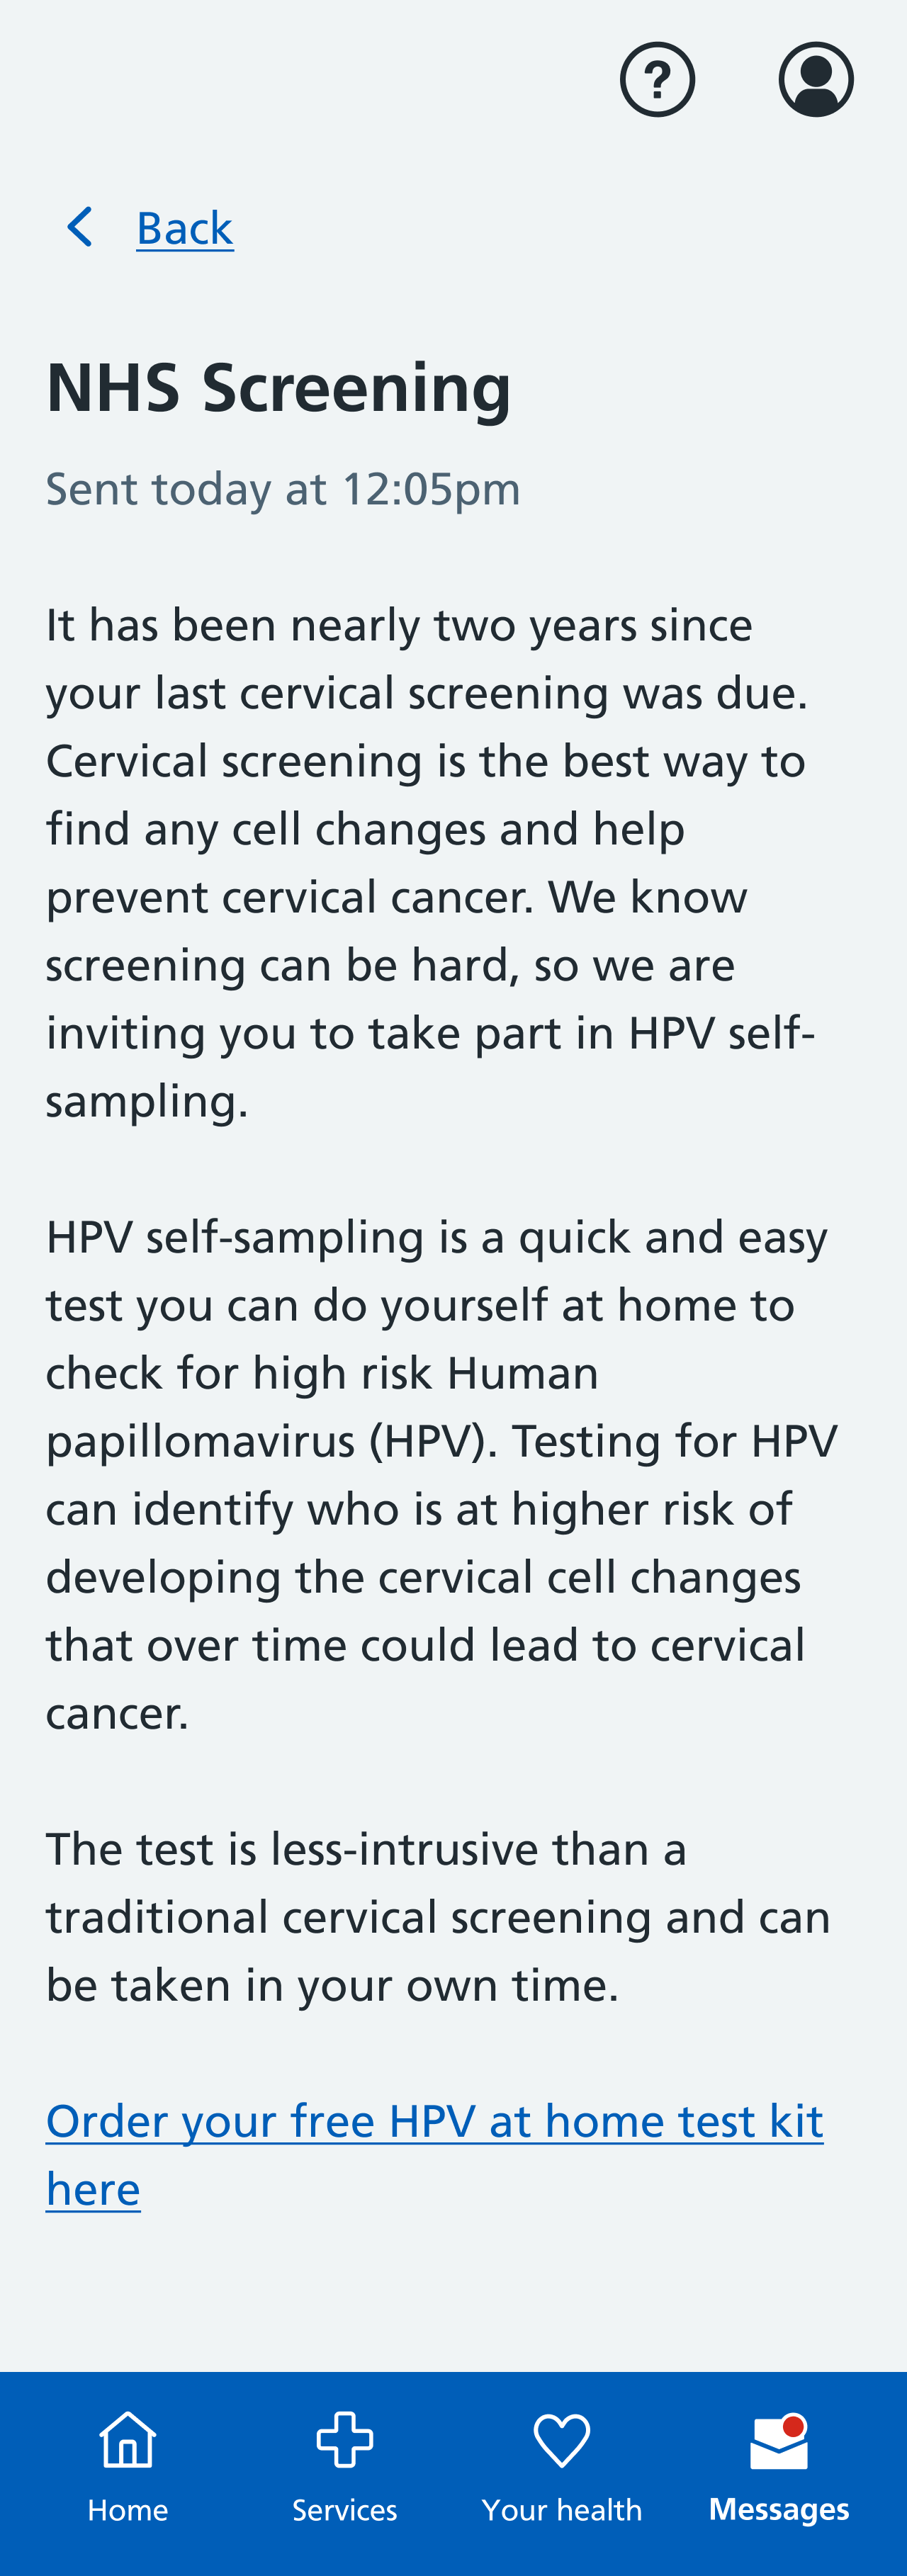 ?
Back
NHS Screening
Sent today at 12:05pm
It has been nearly two years since
your last cervical screening was due.
Cervical screening is the best way to
find any cell changes and help
prevent cervical cancer. We know
screening can be hard, so we are
inviting you to take part in HPV self-
sampling.
HPV self-sampling is a quick and easy
test you can do yourself at home to
check for high risk Human
papillomavirus (HPV). Testing for HPV
can identify who is at higher risk of
developing the cervical cell changes
that over time could lead to cervical
cancer.
The test is less-intrusive than a
traditional cervical screening and can
be taken in your own time.
Order your free HPV at home test kit
here
Home Services Your health Messages